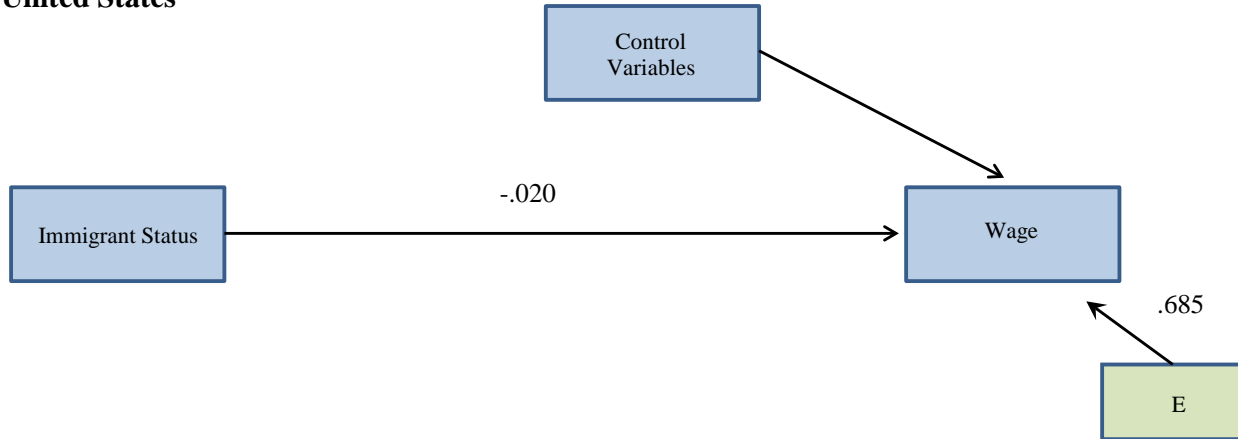 United States
Control
Variables
-.020
Immigrant Status
Wage
.685
E